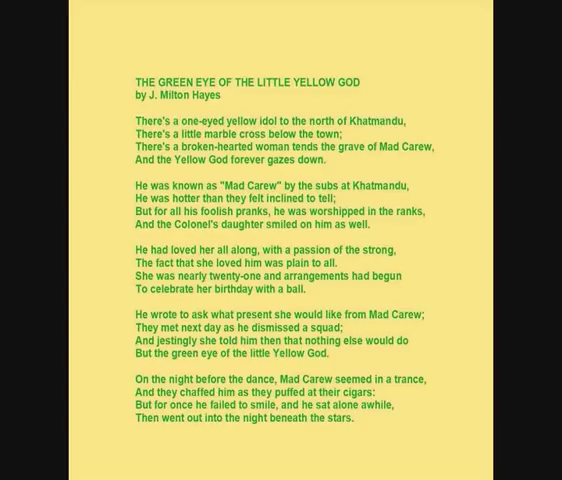 THE GREEN EYE OF THE LITTLE YELLOW GOD
by J. Milton Hayes
There's a one-eyed yellow idol to the north of Khatmandu,
There's a little marble cross below the town;
There's a broken-hearted woman tends the grave of Mad Carew,
And the Yellow God forever gazes down.
He was known as "Mad Carew" by the subs at Khatmandu,
He was hotter than they felt inclined to tell;
But for all his foolish pranks, he was worshipped in the ranks,
And the Colonel's daughter smiled on him as well.
He had loved her all along, with a passion of the strong,
The fact that she loved him was plain to all.
She was nearly twenty-one and arrangements had begun
To celebrate her birthday with a ball.
He wrote to ask what present she would like from Mad Carew;
They met next day as he dismissed a squad;
And jestingly she told him then that nothing else would do
But the green eye of the little Yellow God.
On the night before the dance, Mad Carew seemed in a trance,
And they chaffed him as they puffed at their cigars:
But for once he failed to smile, and he sat alone awhile,
Then went out into the night beneath the stars.